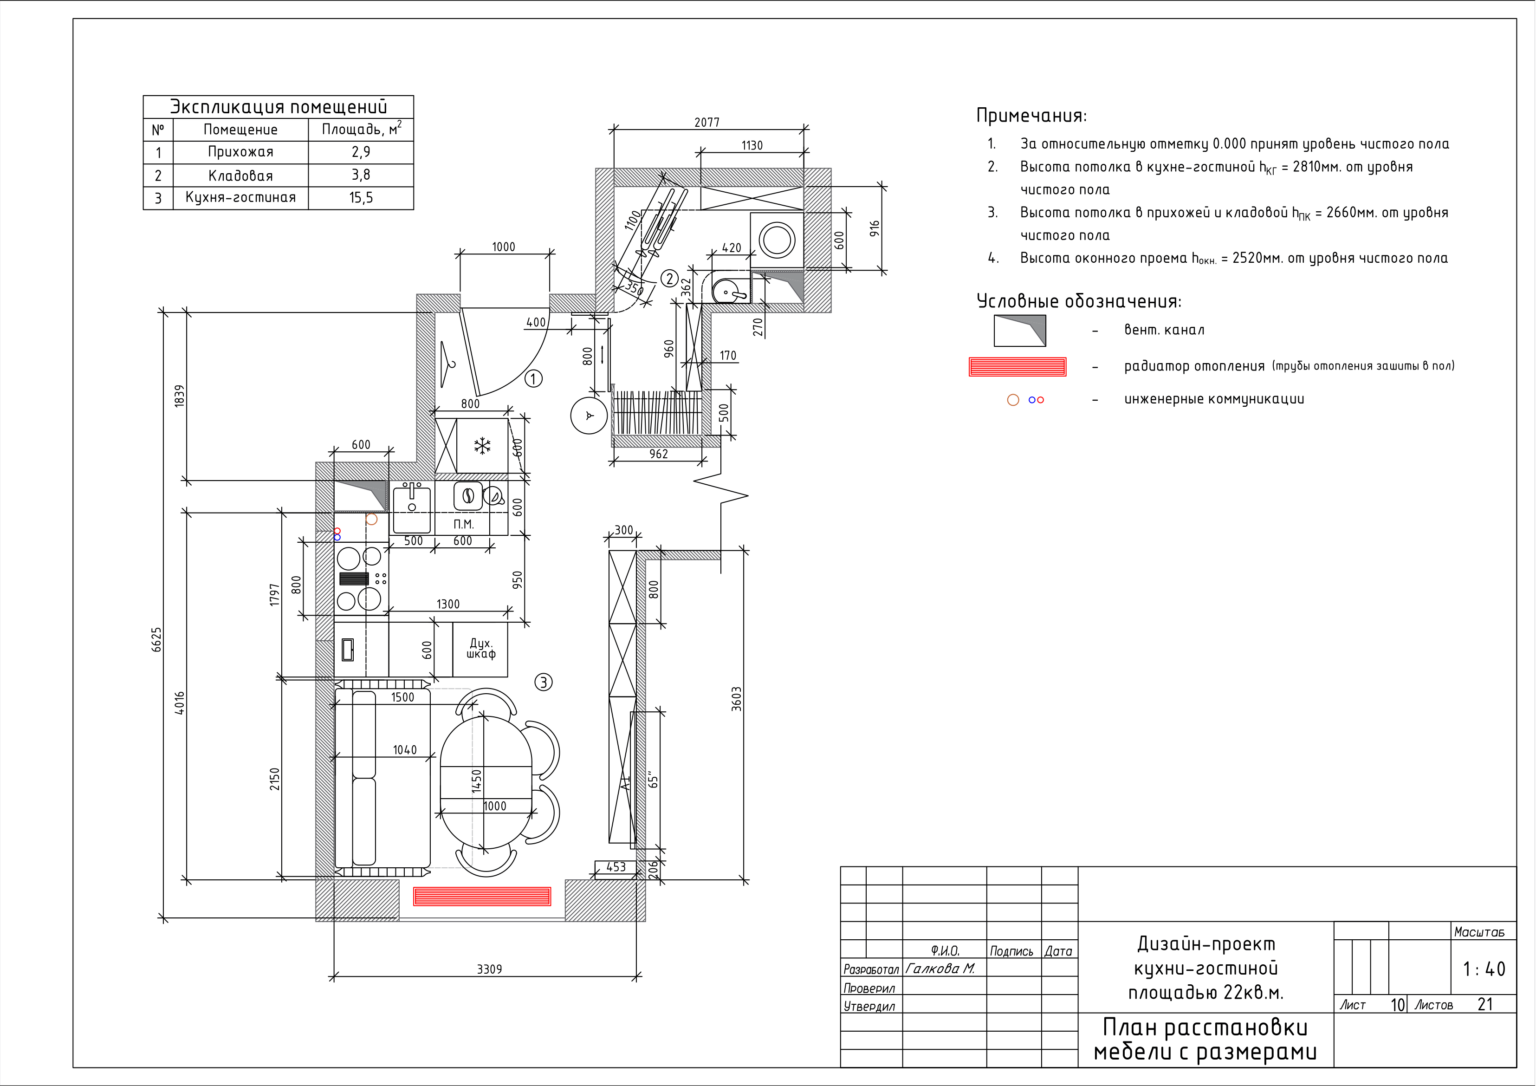 Экспликация помещений
№ Помещение Площадь, м2
1 Прихожая 2,9
2 Кладовая 3,8
3 Кухня-гостиная 15,5
Примечания:
1. За относительную отметку 0.000 принят уровень чистого пола
2. Высота потолка в кухне-гостиной hКГ = 2810мм. от уровня
чистого пола
3. Высота потолка в прихожей и кладовой hПК = 2660мм. от уровня
чистого пола
4. Высота оконного проема hокн. = 2520мм. от уровня чистого пола
Условные обозначения:
- вент. канал
- радиатор отопления (трубы отопления зашиты в пол)
- инженерные коммуникации
2077
1130
1100
916
600
420
1000
2
350
362
400
270
800
960
170
1
1839
800
500
600
600
962
600
П.М.
500
600
300
800
1797
950
800
1300
6625
600
Дух.
шкаф
3
4016
1500
3603
1040
2150
1450
65"
1000
453
206
3309
Масштаб
Ф.И.О. Подпись Дата
Дизайн-проект
кухни-гостиной
площадью 22кв.м.
1 : 40
Разработал Галкова М.
Проверил
Утвердил
Лист 10 Листов 21
План расстановки
мебели с размерами